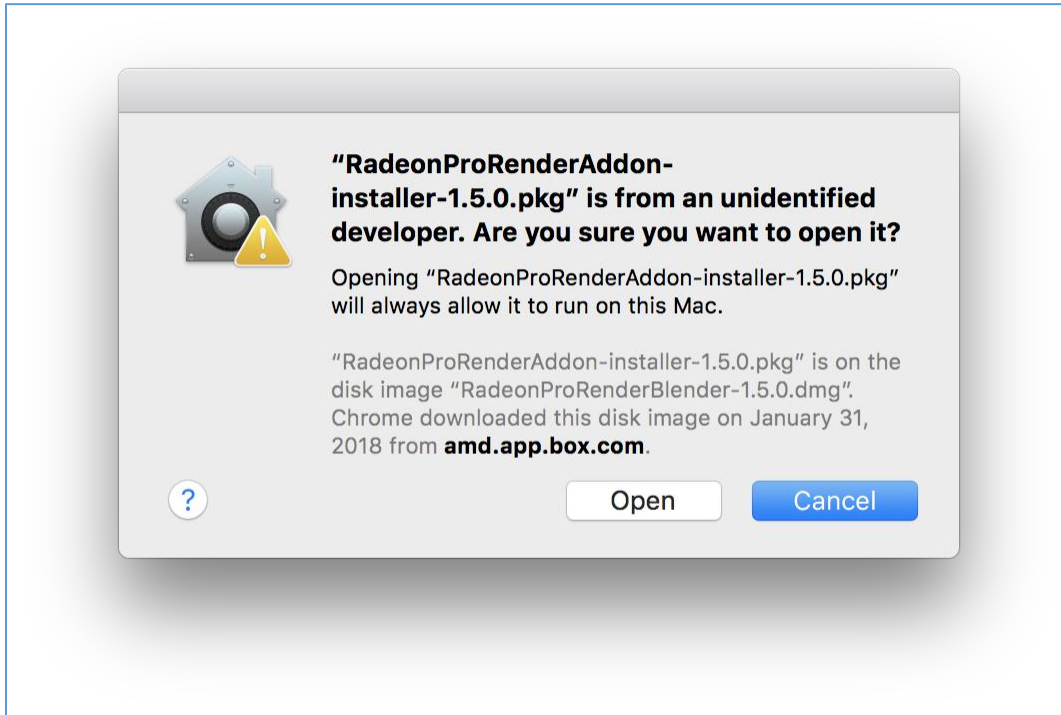 “RadeonProRenderAddon-
installer-1.5.0.pkg” is from an unidentified
developer. Are you sure you want to open it?
Opening “RadeonProRenderAddon-installer-1.5.0.pkg”
will always allow it to run on this Mac.
“RadeonProRenderAddon-installer-1.5.0.pkg” is on the
disk image “RadeonProRenderBlender-1.5.0.dmg”.
Chrome downloaded this disk image on January 31,
2018 from amd.app.box.com.
? Open Cancel